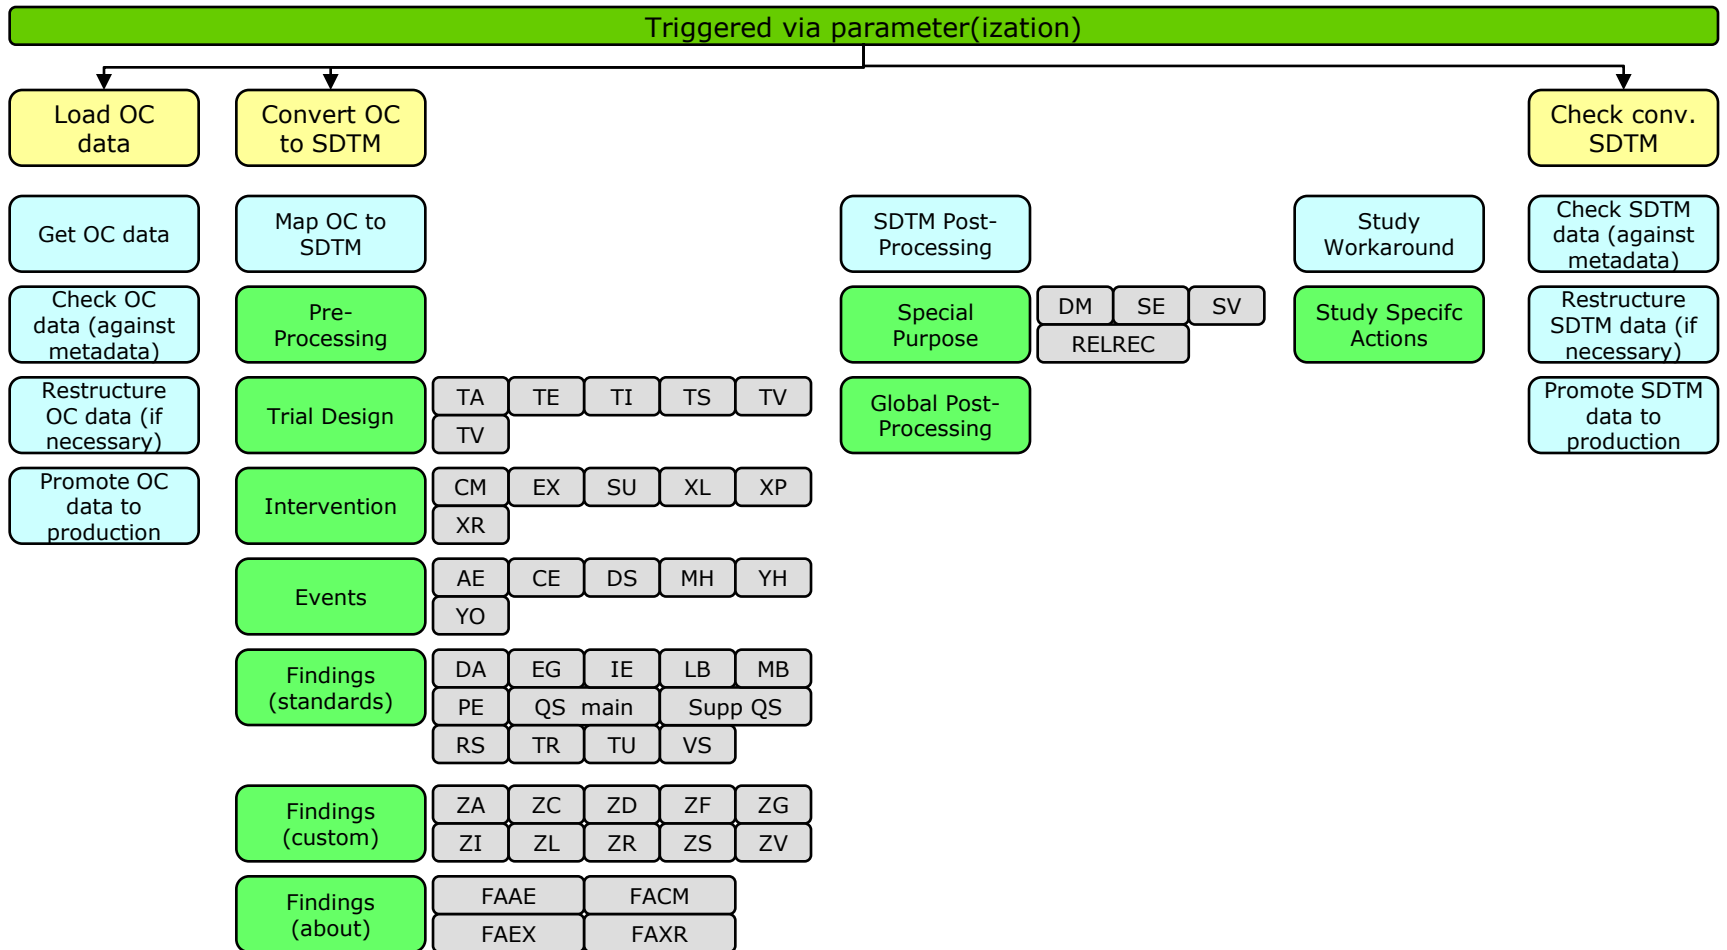 Triggered via parameter(ization)
Load OC
data
Convert OC
to SDTM
Check conv.
SDTM
Get OC data
Check OC
data (against
metadata)
Restructure
OC data (if
necessary)
Promote OC
data to
production
Map OC to
SDTM
Pre-
Processing
Trial Design
TA TE TI TS TV
TV
Intervention
CM EX SU XL XP
XR
Events
AE CE DS MH YH
YO
Findings
(standards)
DA EG IE LB MB
PE QS main Supp QS
RS TR TU VS
Findings
(custom)
ZA ZC ZD ZF ZG
ZI ZL ZR ZS ZV
Findings
(about)
FAAE FACM
FAEX FAXR
SDTM Post-
Processing
Special
Purpose
DM SE SV
RELREC
Global Post-
Processing
Study
Workaround
Study Specifc
Actions
Check SDTM
data (against
metadata)
Restructure
SDTM data (if
necessary)
Promote SDTM
data to
production